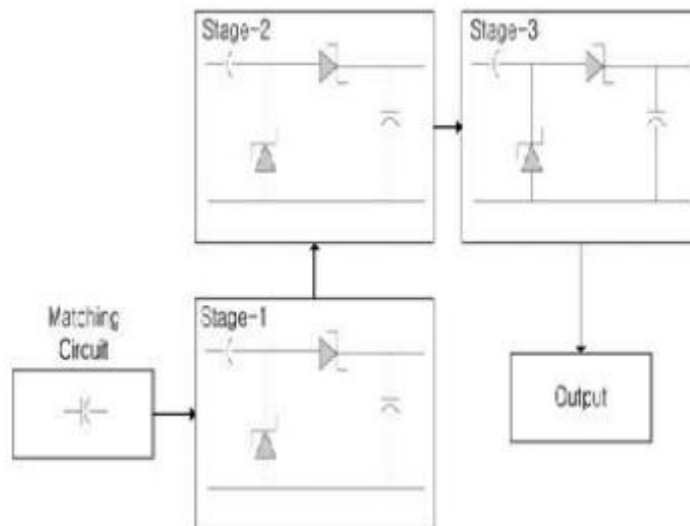 Stage-2
Stage-3
Matching
Circuit
Stage-1
Output